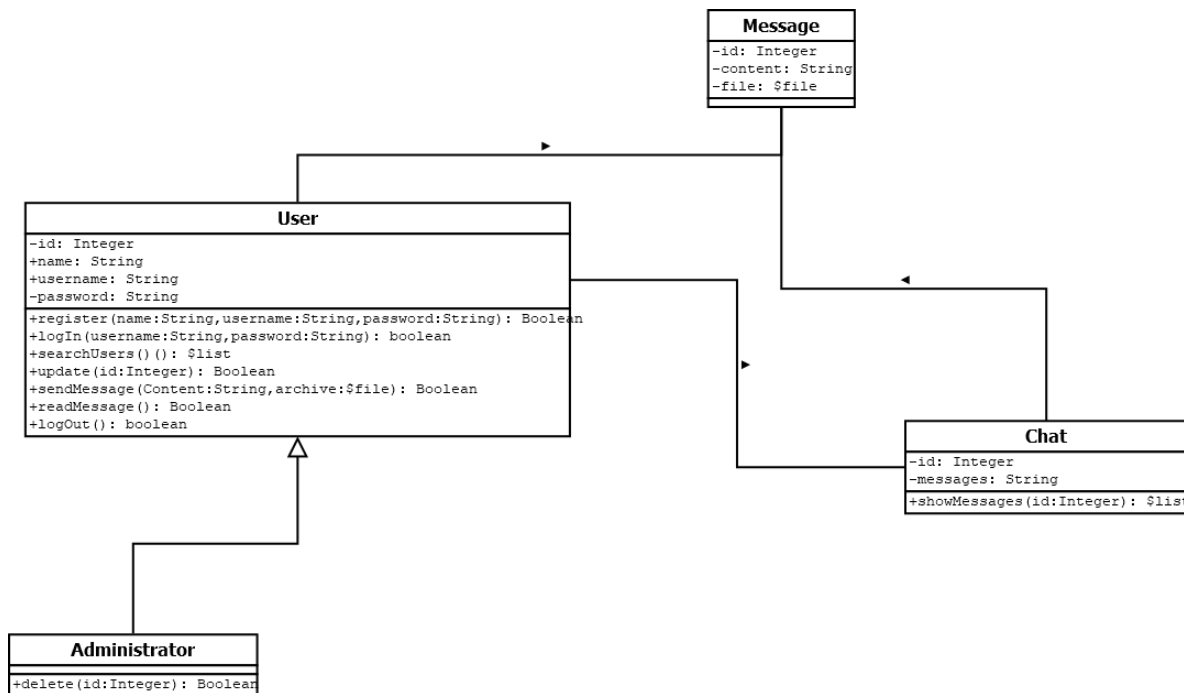 Message
-id: Integer
-content: String
-file: $file
User
-id: Integer
+name: String
+username: String
-password: String
+register(name:String,username:String,password:String): Boolean
+logIn(username:String,password:String): boolean
+searchUsers()(): $list
+update(id:Integer): Boolean
+sendMessage(Content:String,archive:$file): Boolean
+readMessage(): Boolean
+logOut(): boolean
Chat
-id: Integer
-messages: String
+showMessages(id:Integer): $list
Administrator
+delete(id:Integer): Boolean